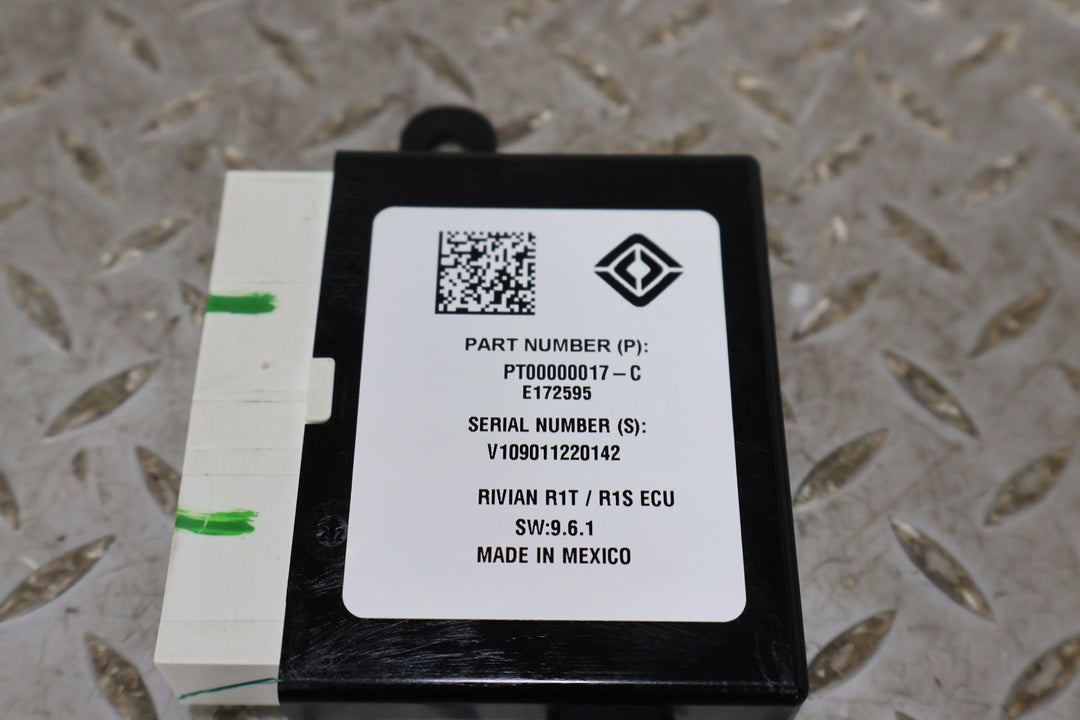 PART NUMBER (P):
PT00000017-C
E172595
SERIAL NUMBER (S):
V109011220142
RIVIAN R1T / R1S ECU
SW:9.6.1
MADE IN MEXICO